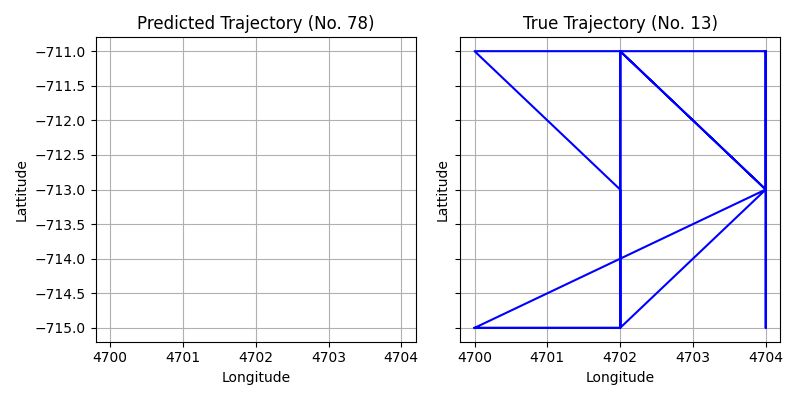 Predicted Trajectory (No. 78)
True Trajectory (No. 13)
Lattitude
−711.0
−711.5
−712.0
−712.5
−713.0
−713.5
−714.0
−714.5
−715.0
4700 4701 4702 4703 4704
Longitude
Lattitude
4700 4701 4702 4703 4704
Longitude